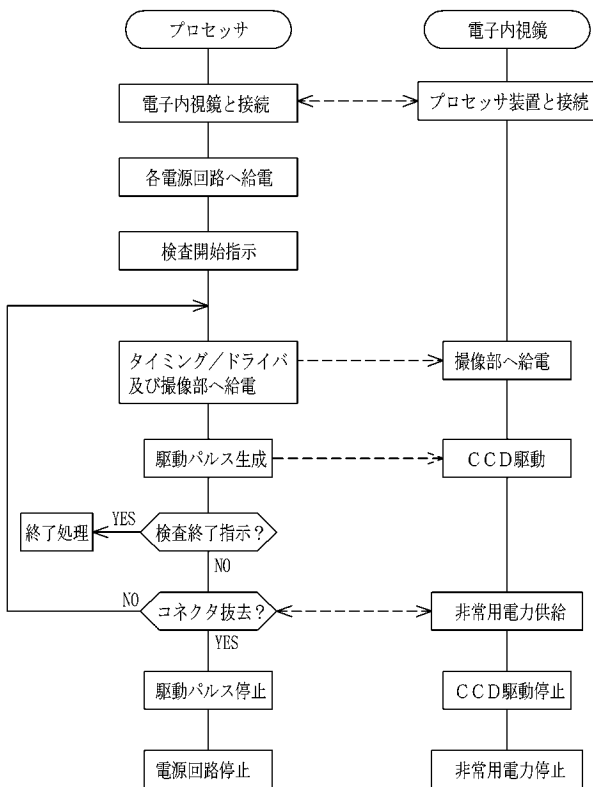 プロセッサ
電子内視鏡
電子内視鏡と接続
プロセッサ装置と接続
各電源回路へ給電
検査開始指示
タイミング／ドライバ
及び撮像部へ給電
撮像部へ給電
駆動パルス生成
ＣＣＤ駆動
終了処理
YES
検査終了指示？
NO
NO
コネクタ抜去？
非常用電力供給
YES
駆動パルス停止
ＣＣＤ駆動停止
電源回路停止
非常用電力停止